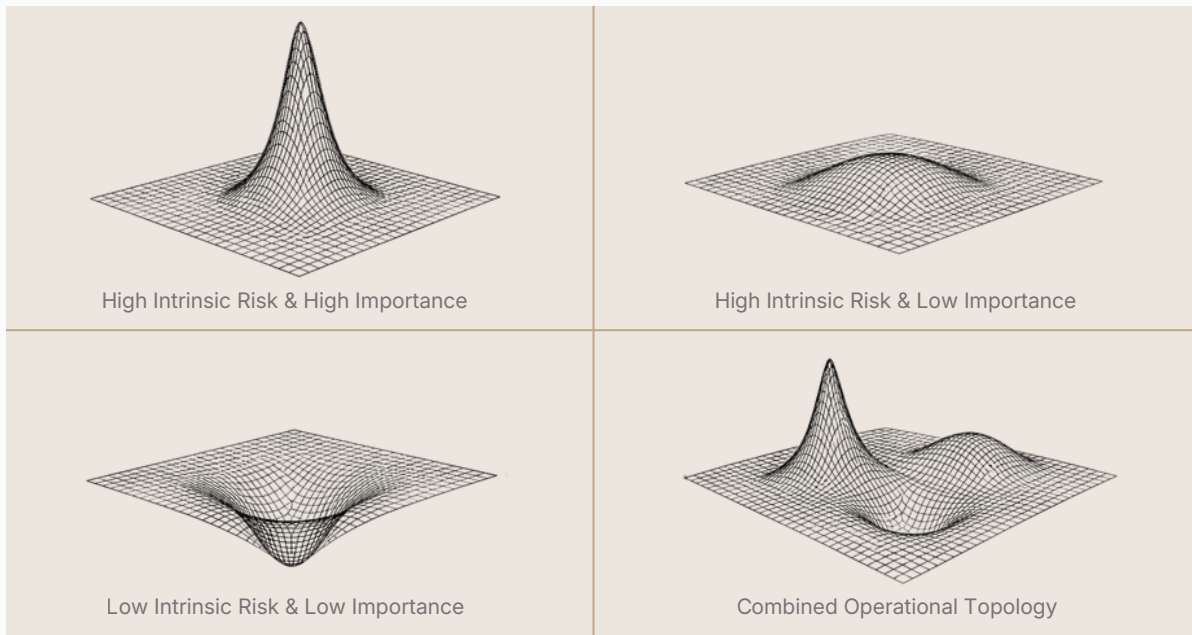 High Intrinsic Risk & High Importance
High Intrinsic Risk & Low Importance
Low Intrinsic Risk & Low Importance
Combined Operational Topology